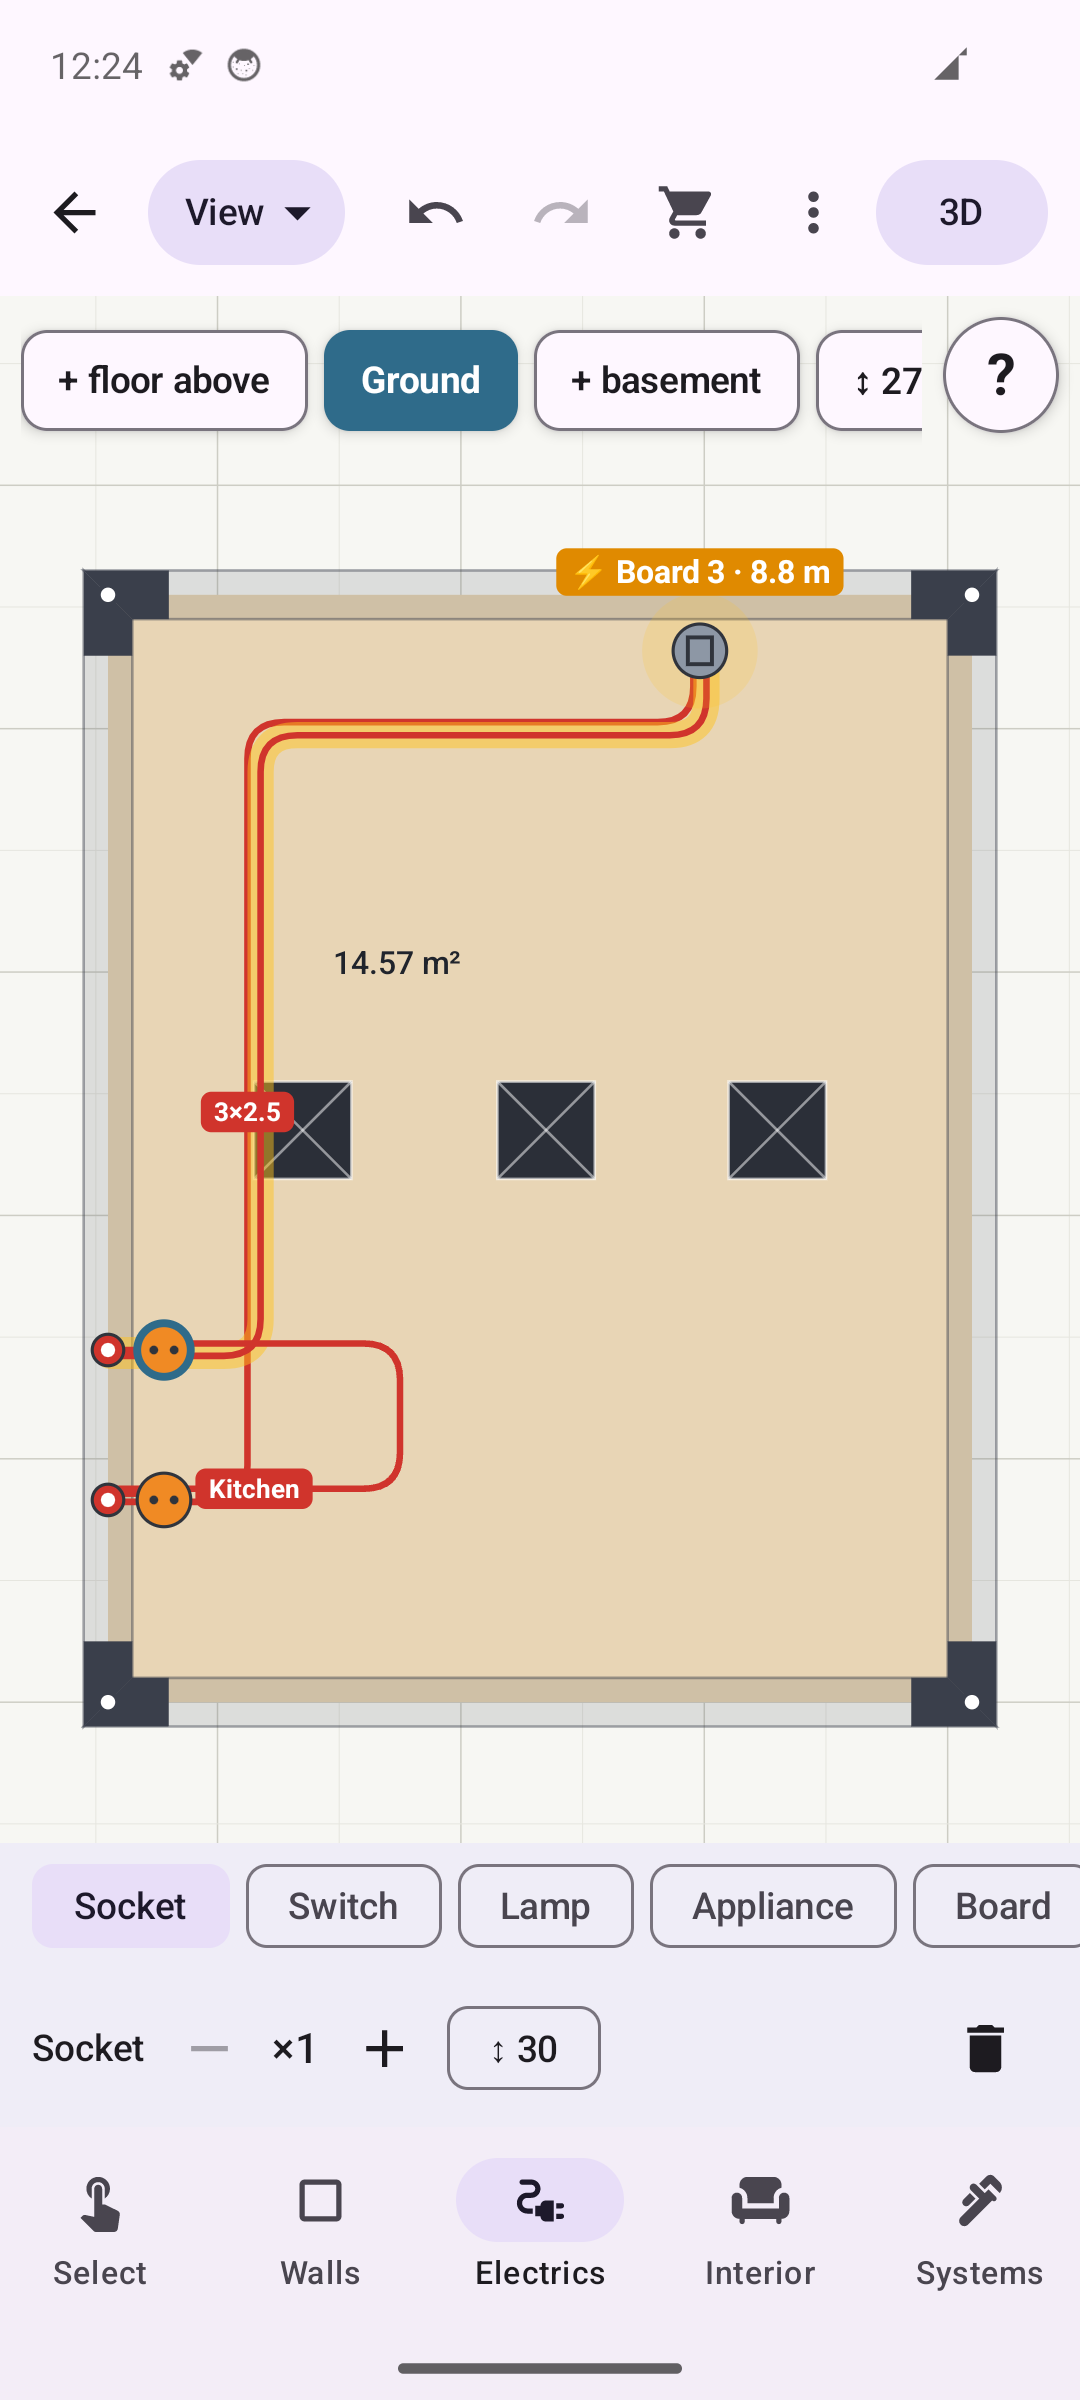 12:24
View
3D
+ floor above
Ground
+ basement
↕ 27
?
⚡ Board 3 · 8.8 m
14.57 m²
3×2.5
Kitchen
Socket
Switch
Lamp
Appliance
Board
Socket
×1
+
↕ 30
Select
Walls
Electrics
Interior
Systems